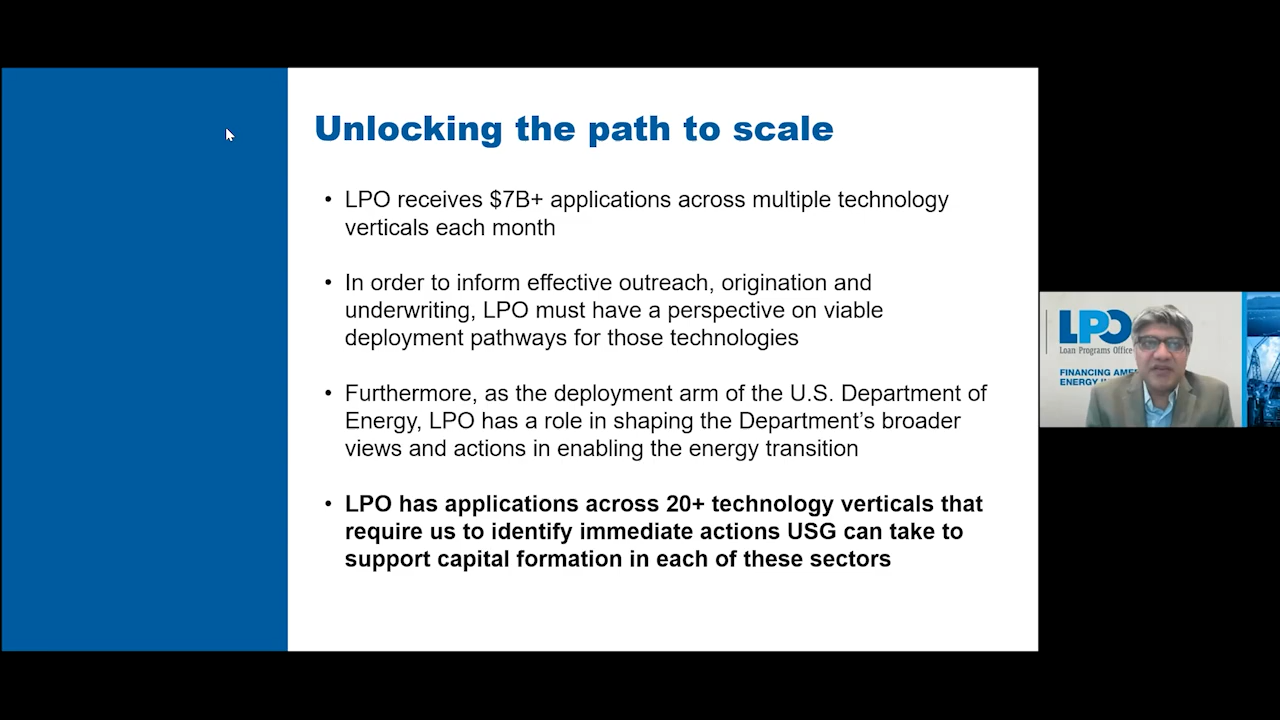 Unlocking the path to scale
• LPO receives $7B+ applications across multiple technology
verticals each month
• In order to inform effective outreach, origination and
underwriting, LPO must have a perspective on viable
deployment pathways for those technologies
• Furthermore, as the deployment arm of the U.S. Department of
Energy, LPO has a role in shaping the Department’s broader
views and actions in enabling the energy transition
• LPO has applications across 20+ technology verticals that
require us to identify immediate actions USG can take to
support capital formation in each of these sectors
LPO
Loan Programs Office
FINANCING
ENERGY